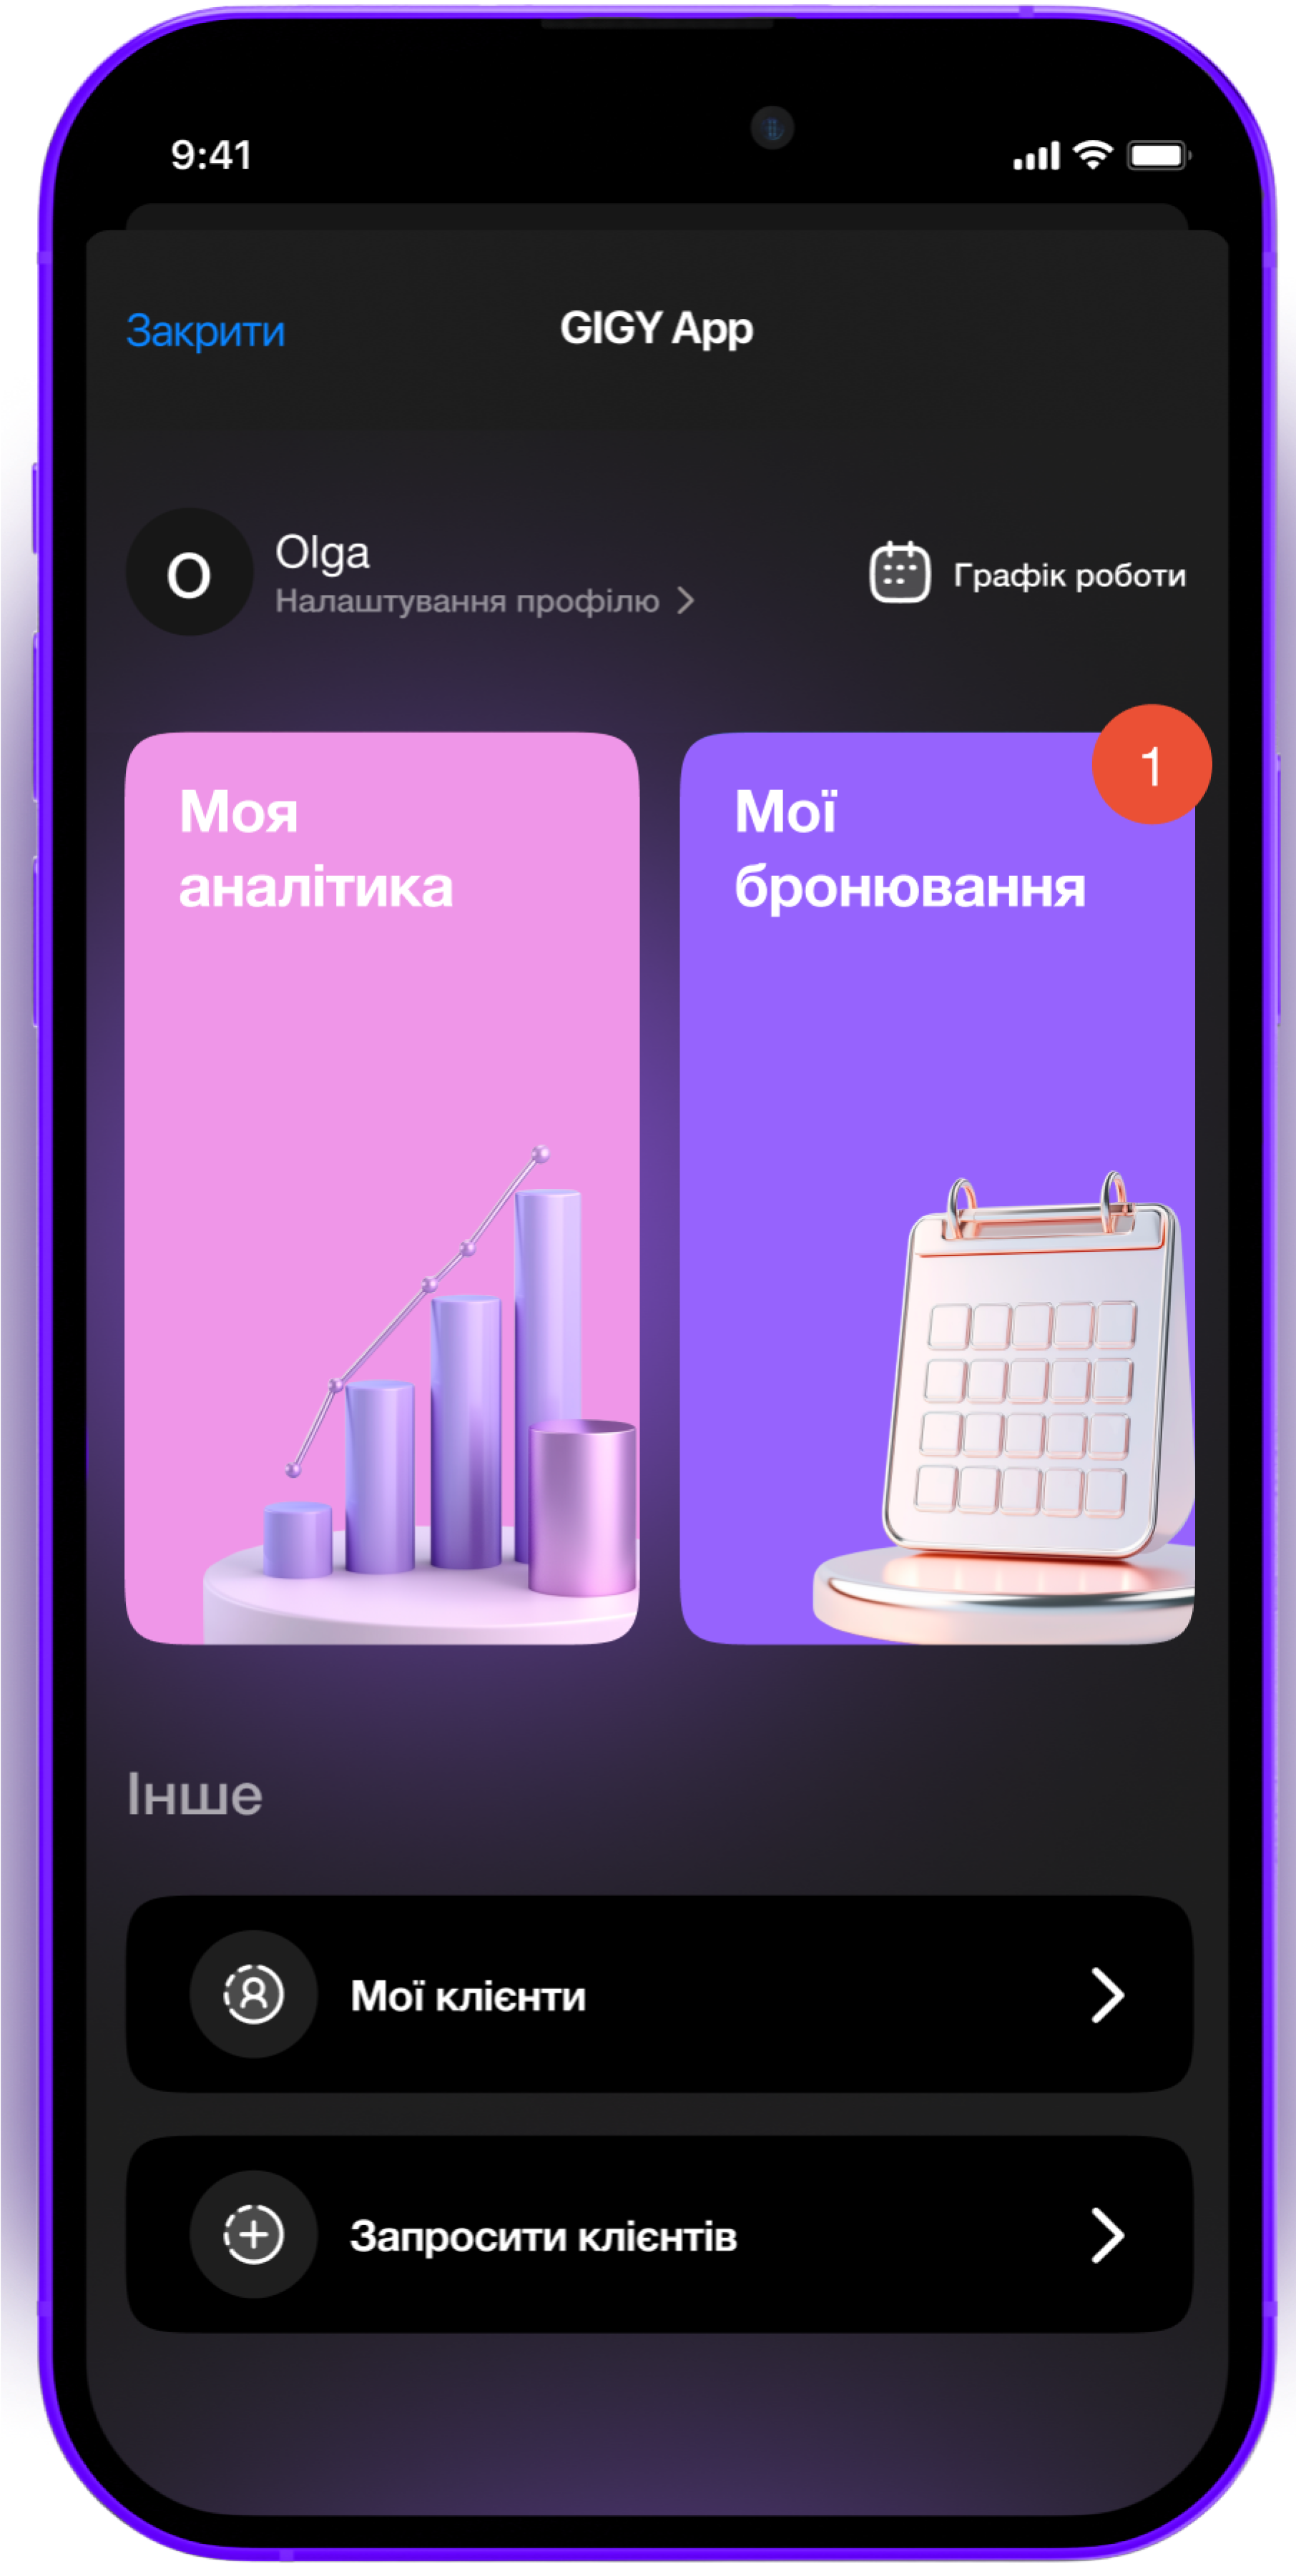 9:41
Закрити
GIGY App
O
Olga
Налаштування профілю
Графік роботи
Моя
аналітика
Мої
бронювання
1
Інше
Мої клієнти
Запросити клієнтів